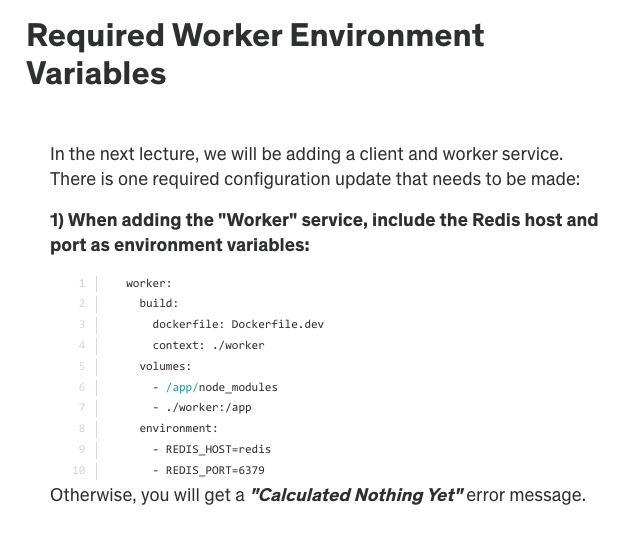 Required Worker Environment
Variables
In the next lecture, we will be adding a client and worker service.
There is one required configuration update that needs to be made:
1) When adding the "Worker" service, include the Redis host and
port as environment variables:
1 worker:
2 build:
3 dockerfile: Dockerfile.dev
4 context: ./worker
5 volumes:
6 - /app/node_modules
7 - ./worker:/app
8 environment:
9 - REDIS_HOST=redis
10 - REDIS_PORT=6379
Otherwise, you will get a "Calculated Nothing Yet" error message.